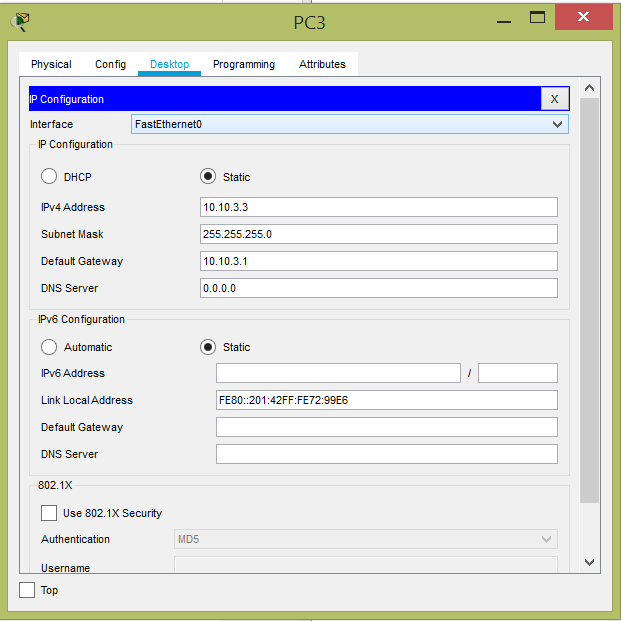 PC3
Physical Config Desktop Programming Attributes
IP Configuration X
Interface FastEthernet0
IP Configuration
DHCP Static
IPv4 Address 10.10.3.3
Subnet Mask 255.255.255.0
Default Gateway 10.10.3.1
DNS Server 0.0.0.0
IPv6 Configuration
Automatic Static
IPv6 Address /
Link Local Address FE80::201:42FF:FE72:99E6
Default Gateway
DNS Server
802.1X
Use 802.1X Security
Authentication MD5
Username
Top